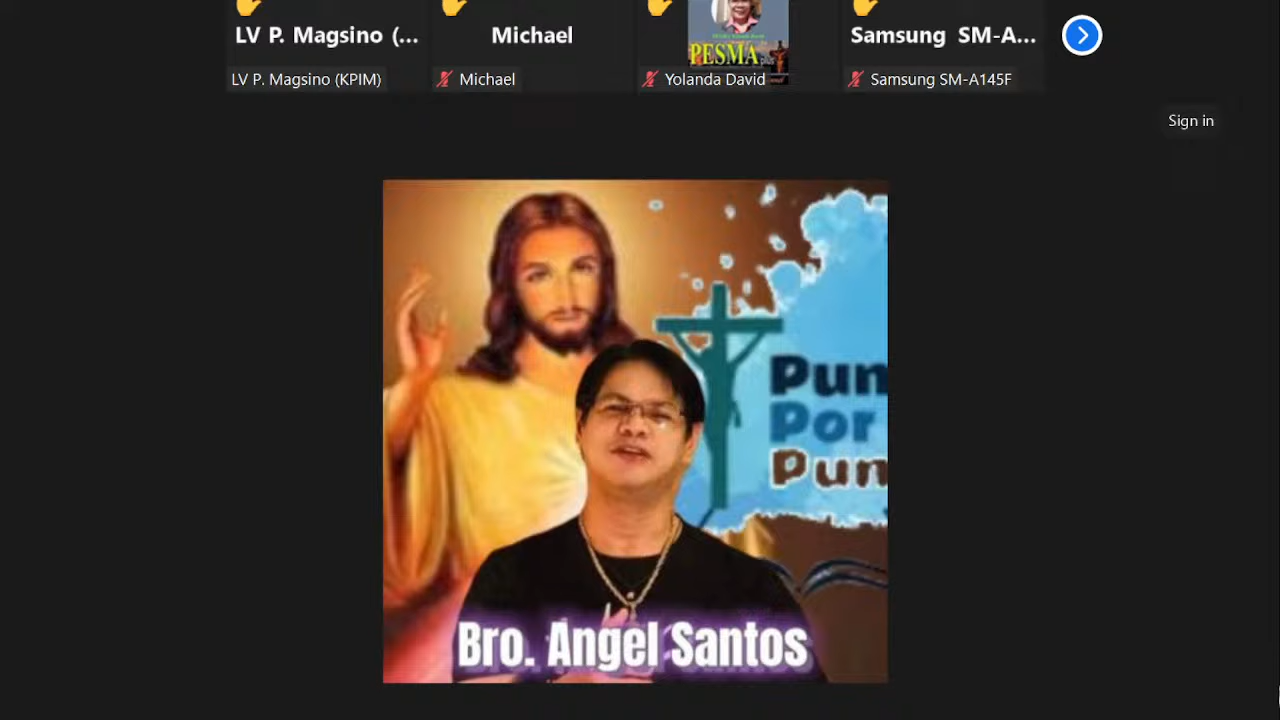 LV P. Magsino (...
Michael
Samsung SM-A...
PESMA
LV P. Magsino (KPIM)
Michael
Yolanda David
Samsung SM-A145F
Sign in
Pun
Por
Pun
Bro. Angel Santos